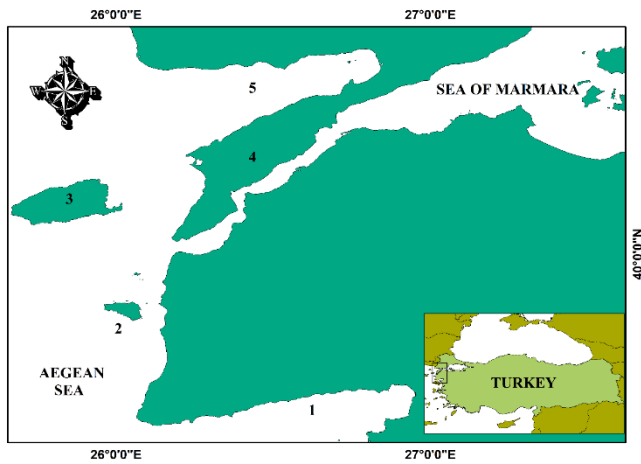 26°0'0"E 27°0'0"E
N
W E
S
5
SEA OF MARMARA
4
3
40°0'0"N
2
AEGEAN
SEA
TURKEY
1
26°0'0"E 27°0'0"E